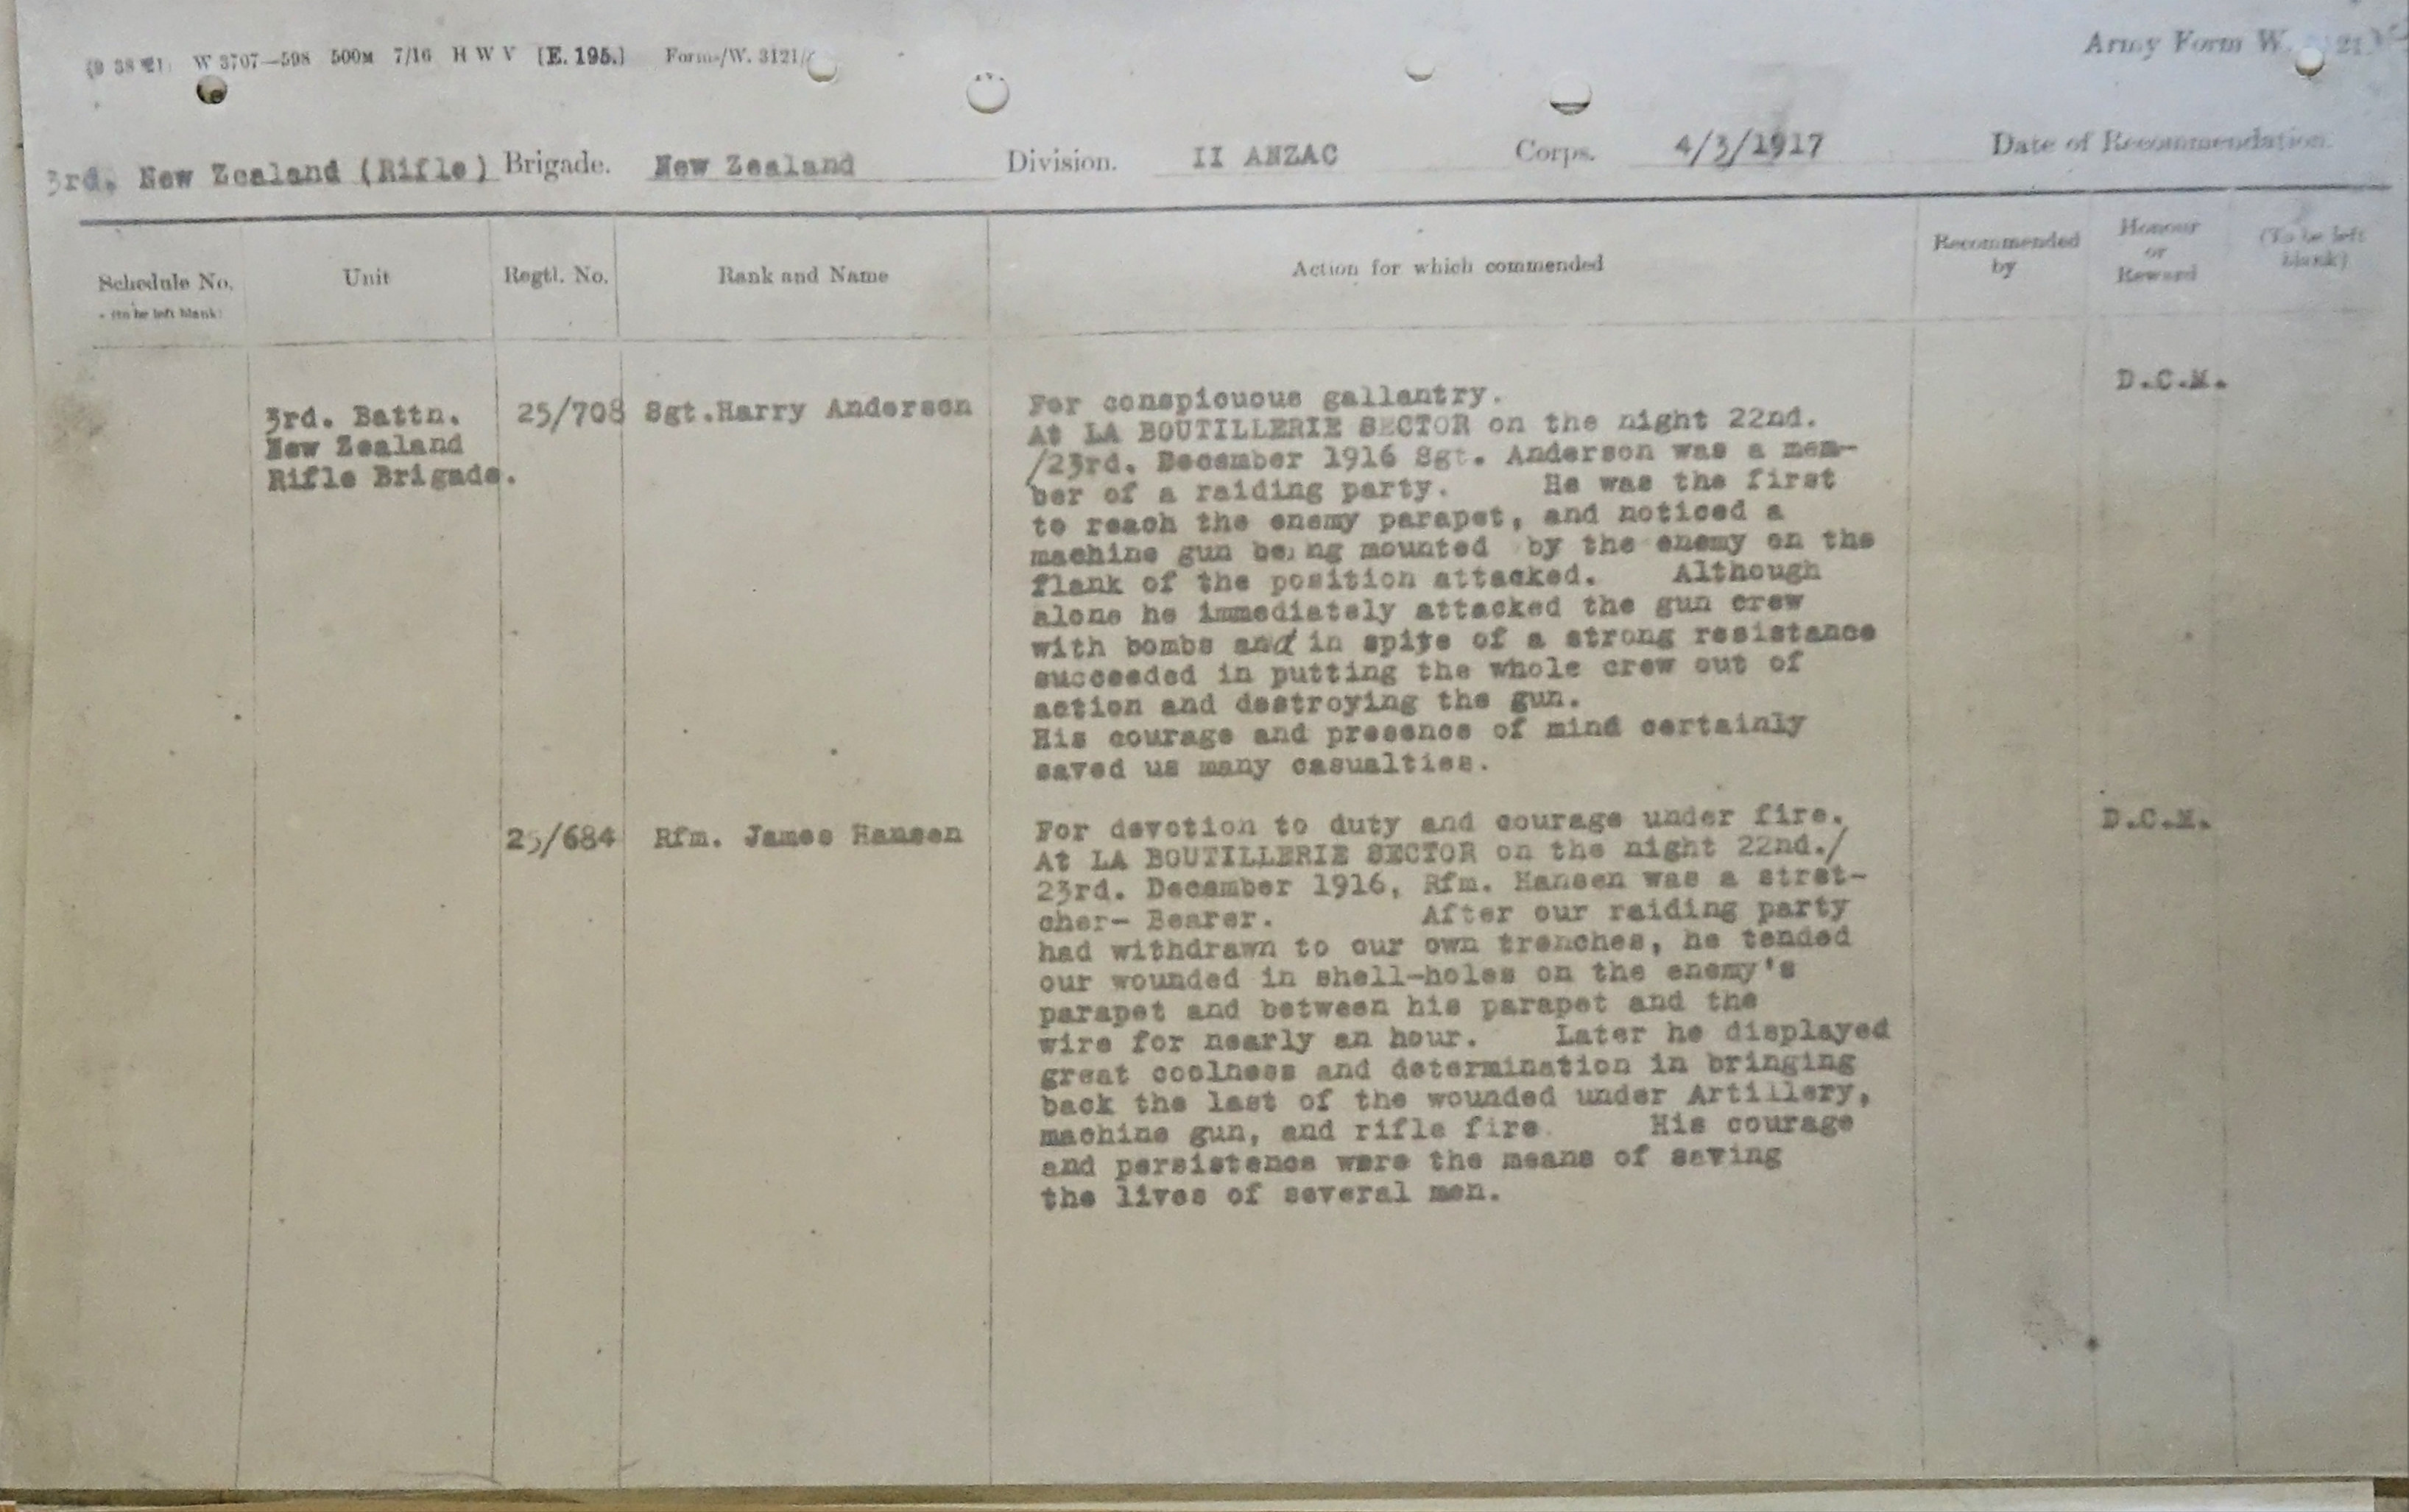 W 3707—598 500M 7/16 H W V [E. 195.] Forms/W. 3121/
Army Form W.
3rd. New Zealand (Rifle) Brigade. New Zealand Division. II ANZAC Corps. 4/3/1917 Date of Recommendation.
Schedule No.
(to be left blank)
Unit
Regtl. No.
Rank and Name
Action for which commended
Recommended
by
Honour
or
Reward
(To be left
blank)
3rd. Battn.
New Zealand
Rifle Brigade.
25/708
Sgt.Harry Anderson
For conspicuous gallantry.
At LA BOUTILLERIE SECTOR on the night 22nd.
/23rd. December 1916 Sgt. Anderson was a mem-
ber of a raiding party. He was the first
to reach the enemy parapet, and noticed a
machine gun being mounted by the enemy on the
flank of the position attacked. Although
alone he immediately attacked the gun crew
with bombs and in spite of a strong resistance
succeeded in putting the whole crew out of
action and destroying the gun.
His courage and presence of mind certainly
saved us many casualties.
D.C.M.
25/684
Rfm. James Hansen
For devotion to duty and courage under fire.
At LA BOUTILLERIE SECTOR on the night 22nd./
23rd. December 1916, Rfm. Hansen was a stret-
cher- Bearer. After our raiding party
had withdrawn to our own trenches, he tended
our wounded in shell-holes on the enemy's
parapet and between his parapet and the
wire for nearly an hour. Later he displayed
great coolness and determination in bringing
back the last of the wounded under Artillery,
machine gun, and rifle fire. His courage
and persistence were the means of saving
the lives of several men.
D.C.M.